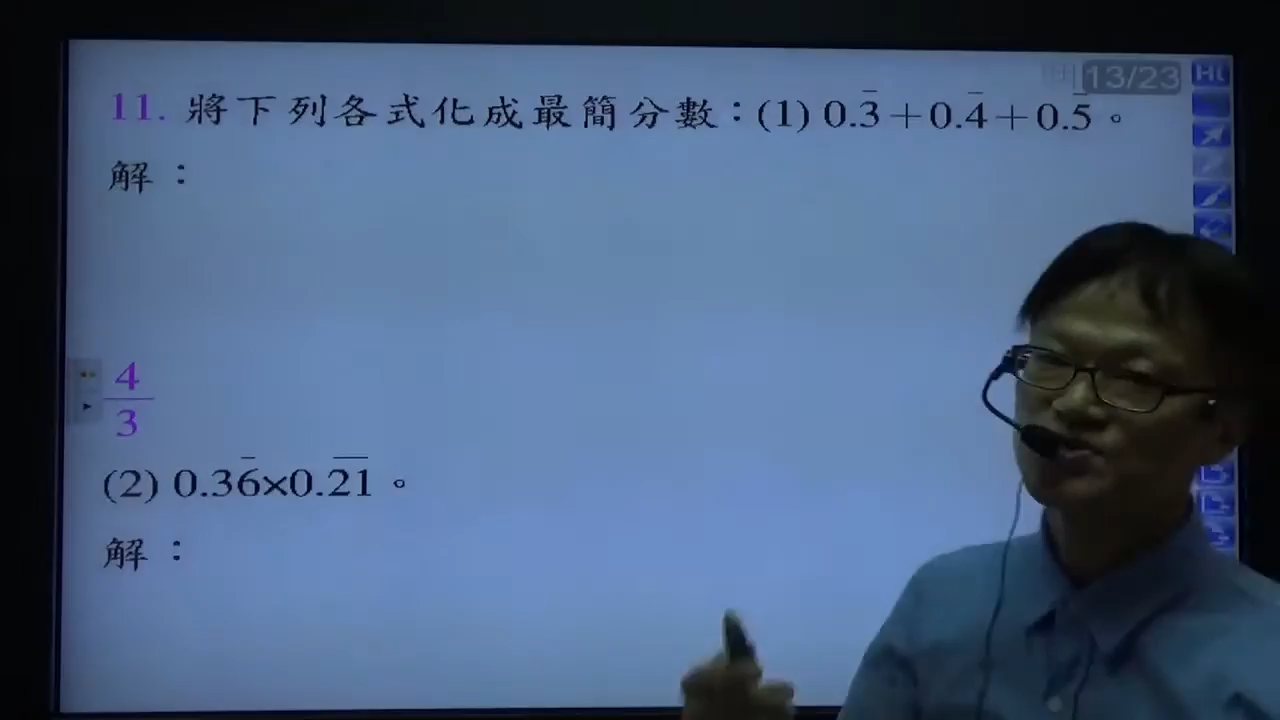 13/23
11. 將下列各式化成最簡分數：(1) 0.3̅＋0.4̅＋0.5̅。
解：
4
3
(2) 0.36̅×0.2̅1̅。
解：